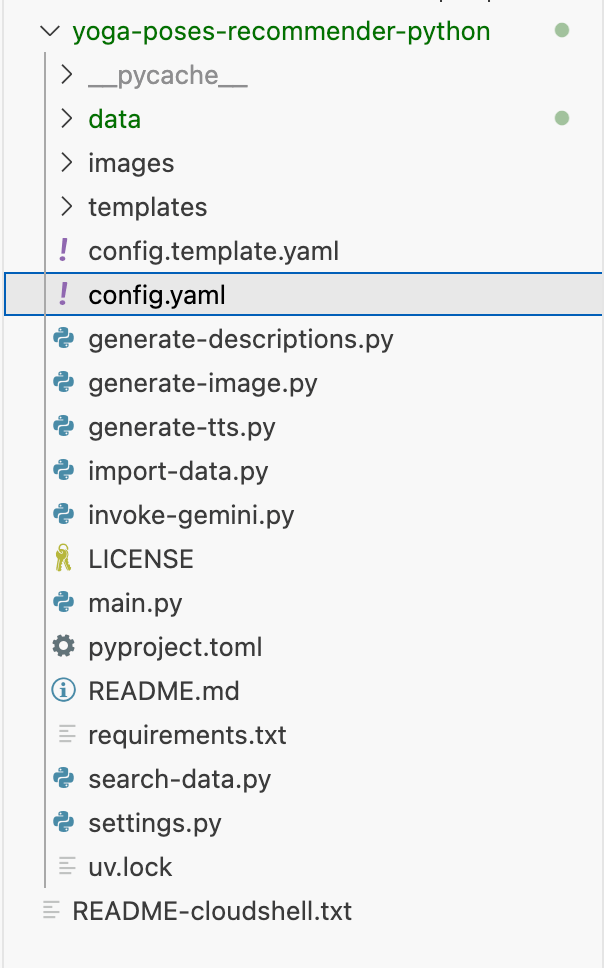 yoga-poses-recommender-python
__pycache__
data
images
templates
config.template.yaml
config.yaml
generate-descriptions.py
generate-image.py
generate-tts.py
import-data.py
invoke-gemini.py
LICENSE
main.py
pyproject.toml
README.md
requirements.txt
search-data.py
settings.py
uv.lock
README-cloudshell.txt